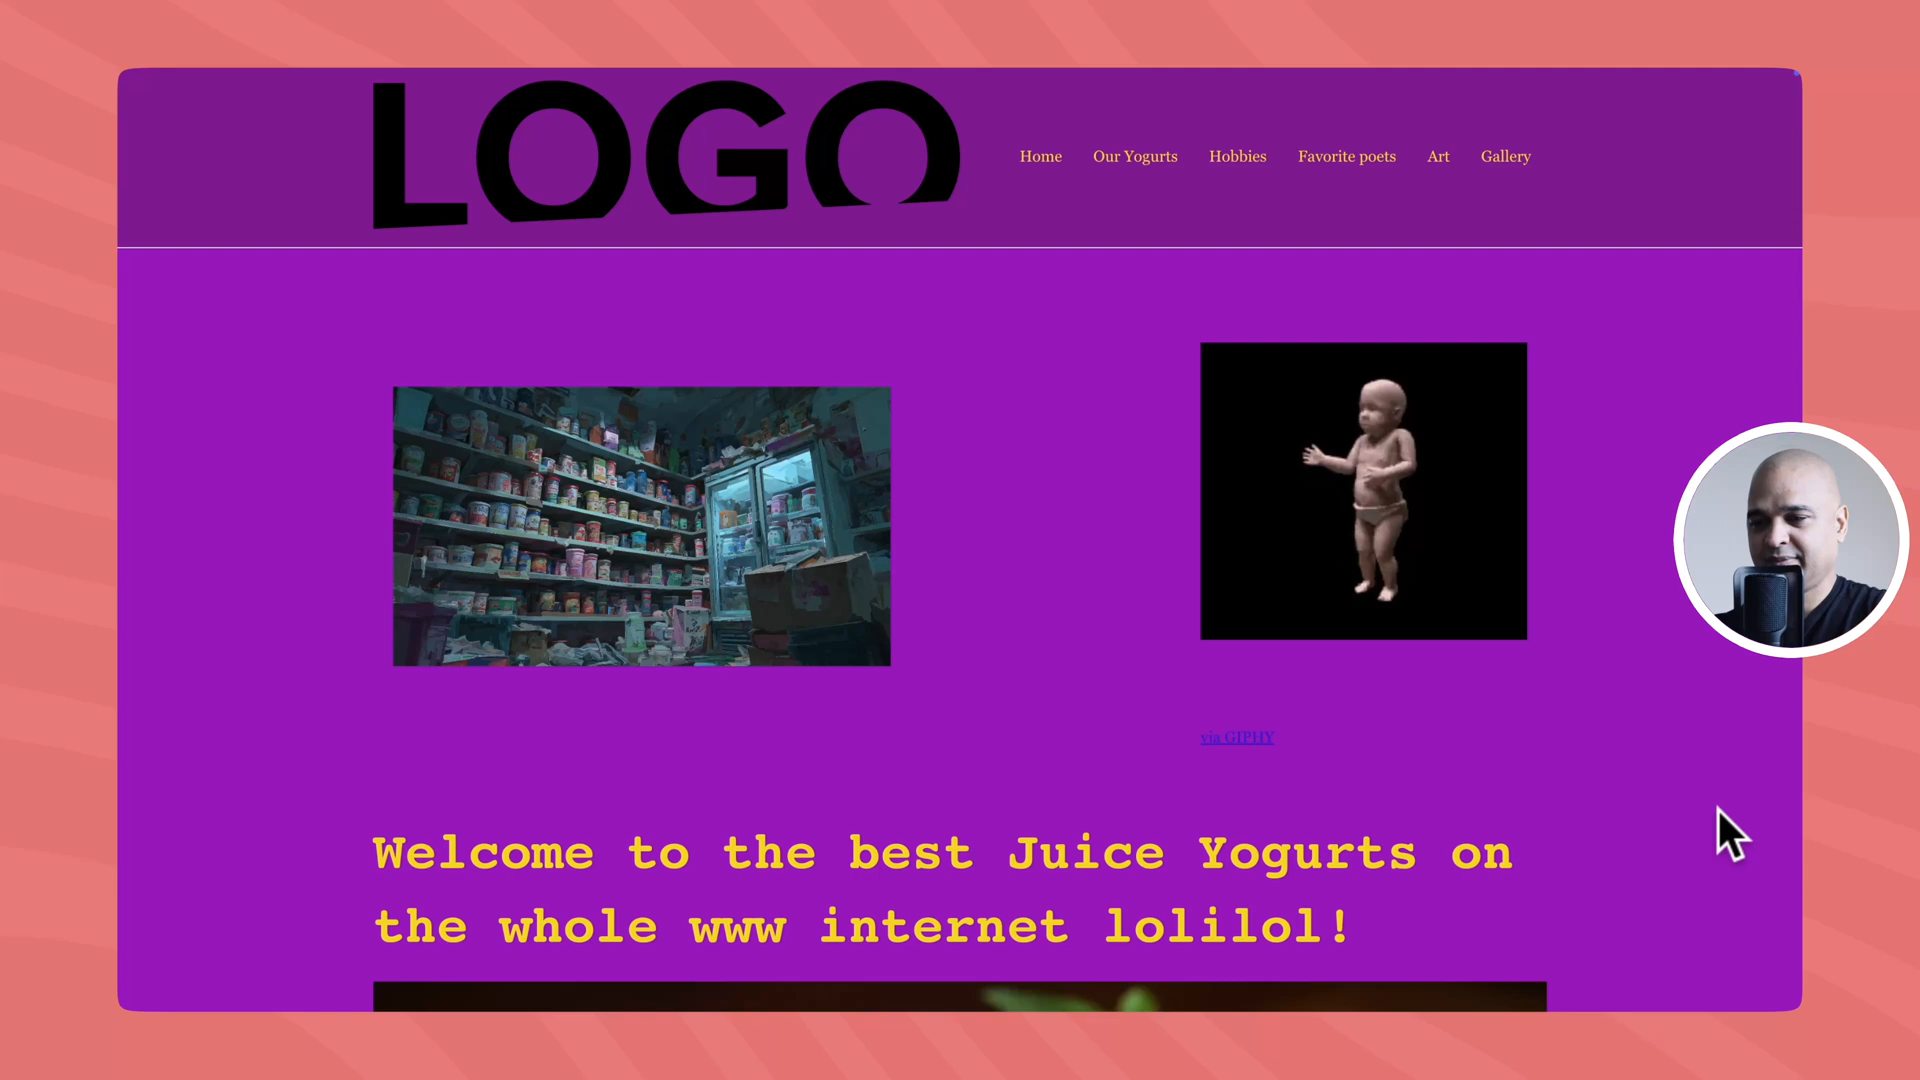 LOGO
Home Our Yogurts Hobbies Favorite poets Art Gallery
via GIPHY
Welcome to the best Juice Yogurts on
the whole www internet lolilol!